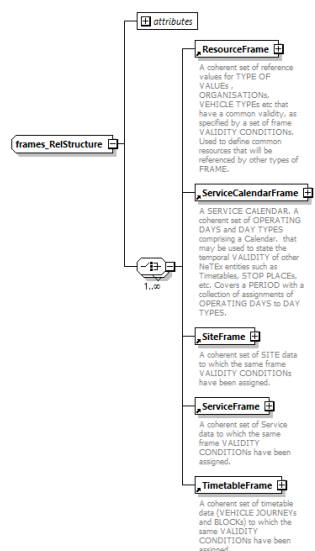 attributes
ResourceFrame
A coherent set of reference
values for TYPE OF
VALUEs ,
ORGANISATIONs,
VEHICLE TYPEs etc that
have a common validity, as
specified by a set of frame
VALIDITY CONDITIONs.
Used to define common
resources that will be
referenced by other types of
FRAME.
frames_RelStructure
ServiceCalendarFrame
A SERVICE CALENDAR. A
coherent set of OPERATING
DAYS and DAY TYPES
comprising a Calendar. that
may be used to state the
temporal VALIDITY of other
NeTEx entities such as
Timetables, STOP PLACEs,
etc. Covers a PERIOD with a
collection of assignments of
OPERATING DAYS to DAY
TYPES.
1..∞
SiteFrame
A coherent set of SITE data
to which the same frame
VALIDITY CONDITIONs
have been assigned.
ServiceFrame
A coherent set of Service
data to which the same
frame VALIDITY
CONDITIONs have been
assigned.
TimetableFrame
A coherent set of timetable
data (VEHICLE JOURNEYs
and BLOCKs) to which the
same VALIDITY
CONDITIONs have been
assigned